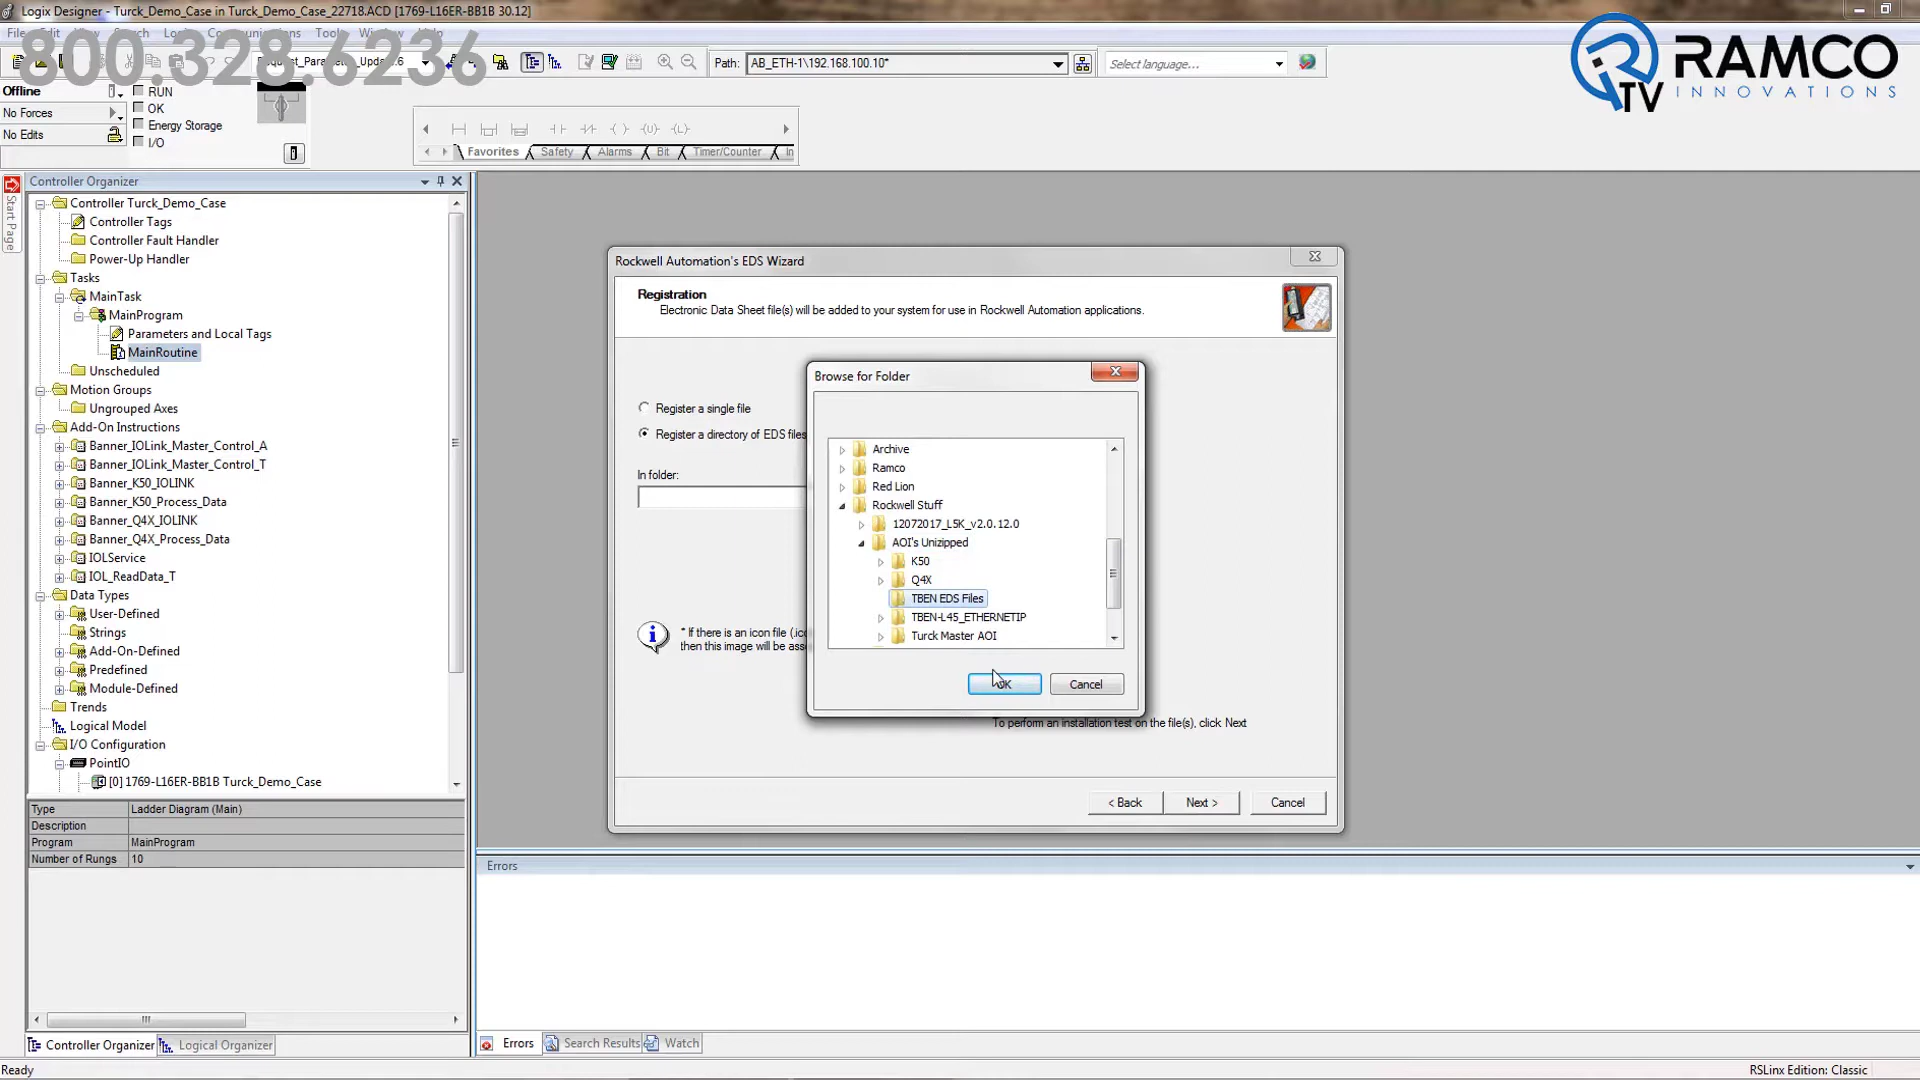 Logix Designer - Turck_Demo_Case in Turck_Demo_Case_22718.ACD [1769-L16ER-BB1B 30.12]
800.328.6236
RAMCO
TV INNOVATIONS
Path: AB_ETH-1\192.168.100.10*
Select language...
Offline
RUN
No Forces
OK
No Edits
Energy Storage
I/O
Favorites Safety Alarms Bit Timer/Counter In
Start Page
Controller Organizer
Controller Turck_Demo_Case
Controller Tags
Controller Fault Handler
Power-Up Handler
Tasks
MainTask
MainProgram
Parameters and Local Tags
MainRoutine
Unscheduled
Motion Groups
Ungrouped Axes
Add-On Instructions
Banner_IOLink_Master_Control_A
Banner_IOLink_Master_Control_T
Banner_K50_IOLINK
Banner_K50_Process_Data
Banner_Q4X_IOLINK
Banner_Q4X_Process_Data
IOLService
IOL_ReadData_T
Data Types
User-Defined
Strings
Add-On-Defined
Predefined
Module-Defined
Trends
Logical Model
I/O Configuration
PointIO
[0] 1769-L16ER-BB1B Turck_Demo_Case
Type Ladder Diagram (Main)
Description
Program MainProgram
Number of Rungs 10
Controller Organizer Logical Organizer
Rockwell Automation's EDS Wizard
Registration
Electronic Data Sheet file(s) will be added to your system for use in Rockwell Automation applications.
Register a single file
Register a directory of EDS files
In folder:
* If there is an icon file (.ico
then this image will be asso
Browse for Folder
Archive
Ramco
Red Lion
Rockwell Stuff
12072017_L5K_v2.0.12.0
AOI's Unizipped
K50
Q4X
TBEN EDS Files
TBEN-L45_ETHERNETIP
Turck Master AOI
OK Cancel
To perform an installation test on the file(s), click Next
< Back Next > Cancel
Errors
Errors Search Results Watch
Ready
RSLinx Edition: Classic